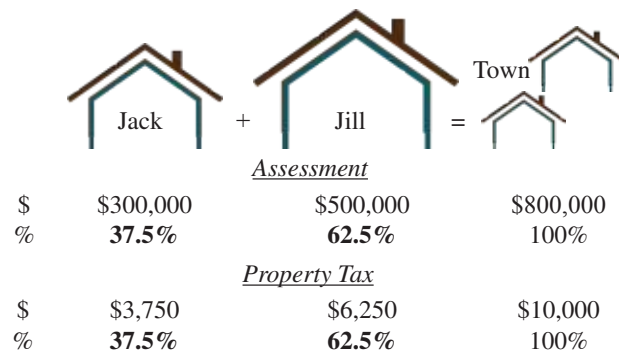 Town
Jack + Jill =
Assessment
$ $300,000 $500,000 $800,000
% 37.5% 62.5% 100%
Property Tax
$ $3,750 $6,250 $10,000
% 37.5% 62.5% 100%